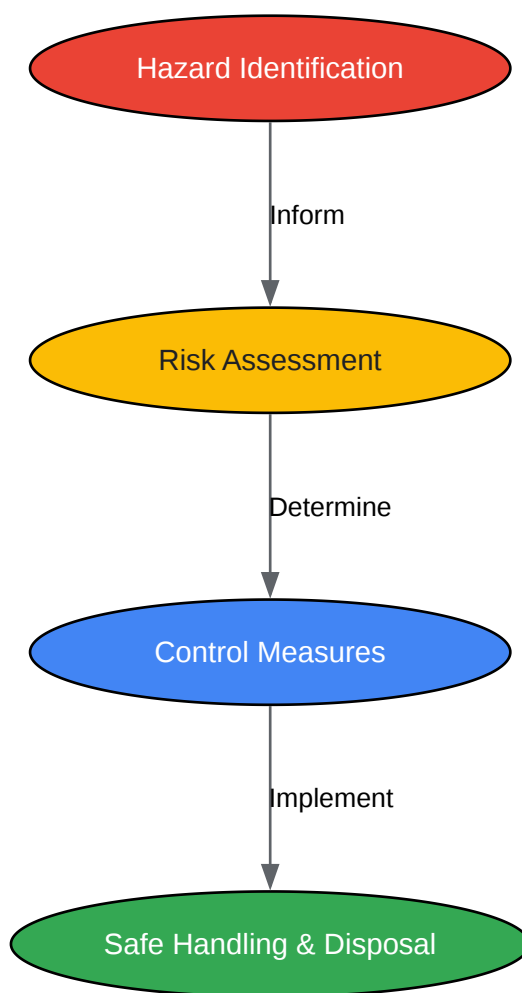 Hazard Identification
Inform
Risk Assessment
Determine
Control Measures
Implement
Safe Handling & Disposal